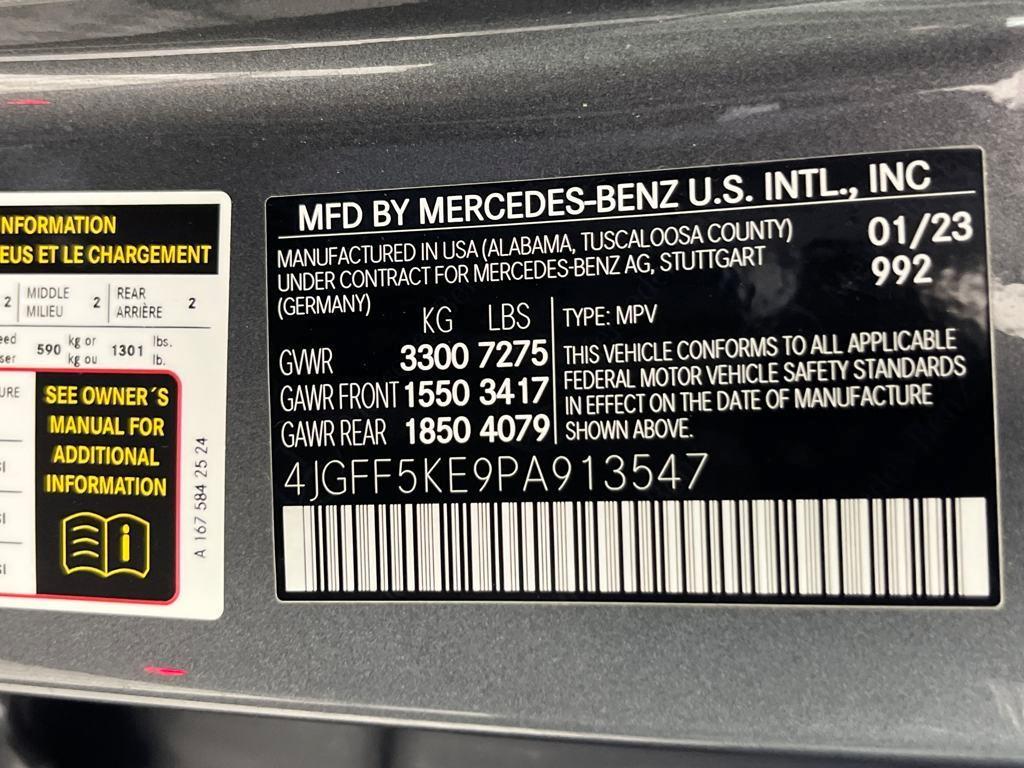 NFORMATION
EUS ET LE CHARGEMENT
2 MIDDLE MILIEU 2 REAR ARRIÈRE 2
590 kg or kg ou 1301 lbs. lb.
SEE OWNER´S
MANUAL FOR
ADDITIONAL
INFORMATION
A 167 584 25 24
MFD BY MERCEDES-BENZ U.S. INTL., INC
MANUFACTURED IN USA (ALABAMA, TUSCALOOSA COUNTY)
UNDER CONTRACT FOR MERCEDES-BENZ AG, STUTTGART
(GERMANY)
01/23
992
KG LBS
GVWR 3300 7275
GAWR FRONT 1550 3417
GAWR REAR 1850 4079
TYPE: MPV
THIS VEHICLE CONFORMS TO ALL APPLICABLE
FEDERAL MOTOR VEHICLE SAFETY STANDARDS
IN EFFECT ON THE DATE OF MANUFACTURE
SHOWN ABOVE.
4JGFF5KE9PA913547